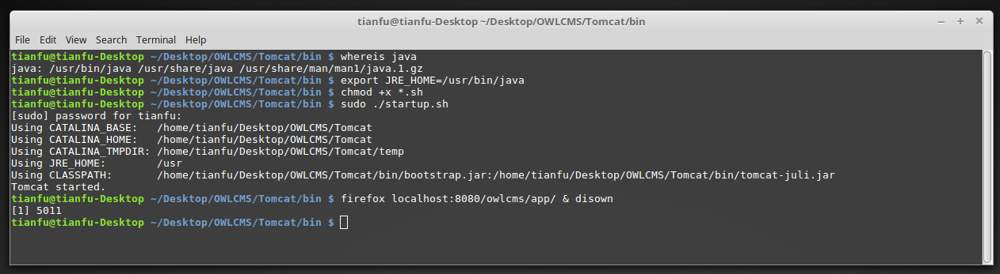 tianfu@tianfu-Desktop ~/Desktop/OWLCMS/Tomcat/bin
File Edit View Search Terminal Help
tianfu@tianfu-Desktop ~/Desktop/OWLCMS/Tomcat/bin $ whereis java
java: /usr/bin/java /usr/share/java /usr/share/man/man1/java.1.gz
tianfu@tianfu-Desktop ~/Desktop/OWLCMS/Tomcat/bin $ export JRE_HOME=/usr/bin/java
tianfu@tianfu-Desktop ~/Desktop/OWLCMS/Tomcat/bin $ chmod +x *.sh
tianfu@tianfu-Desktop ~/Desktop/OWLCMS/Tomcat/bin $ sudo ./startup.sh
[sudo] password for tianfu:
Using CATALINA_BASE:   /home/tianfu/Desktop/OWLCMS/Tomcat
Using CATALINA_HOME:   /home/tianfu/Desktop/OWLCMS/Tomcat
Using CATALINA_TMPDIR: /home/tianfu/Desktop/OWLCMS/Tomcat/temp
Using JRE_HOME:        /usr
Using CLASSPATH:       /home/tianfu/Desktop/OWLCMS/Tomcat/bin/bootstrap.jar:/home/tianfu/Desktop/OWLCMS/Tomcat/bin/tomcat-juli.jar
Tomcat started.
tianfu@tianfu-Desktop ~/Desktop/OWLCMS/Tomcat/bin $ firefox localhost:8080/owlcms/app/ & disown
[1] 5011
tianfu@tianfu-Desktop ~/Desktop/OWLCMS/Tomcat/bin $